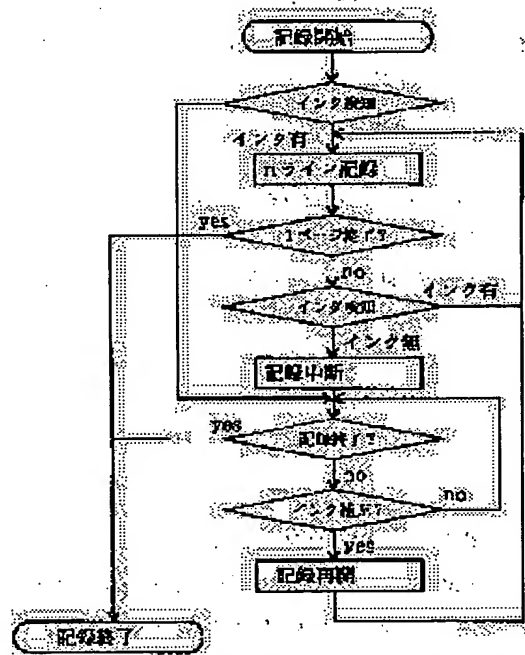 記録開始
インク検出
インク有
nライン記録
yes
1ページ終了?
no
インク検出
インク有
インク無
記録中断
yes
記録終了?
no
インク補充?
no
yes
記録再開
記録終了